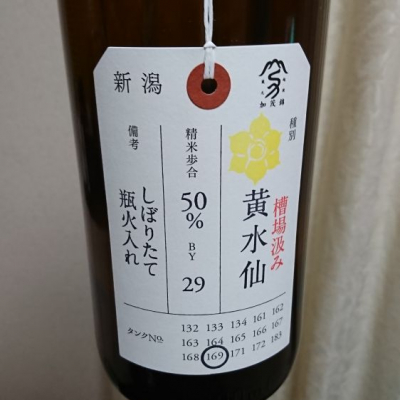 新潟
加茂錦
種別
槽場汲み
黄水仙
精米歩合
50%
BY
29
備考
しぼりたて
瓶火入れ
タンクNo.
132 133 134 161 162
163 164 165 166 167
168 169 171 172 183